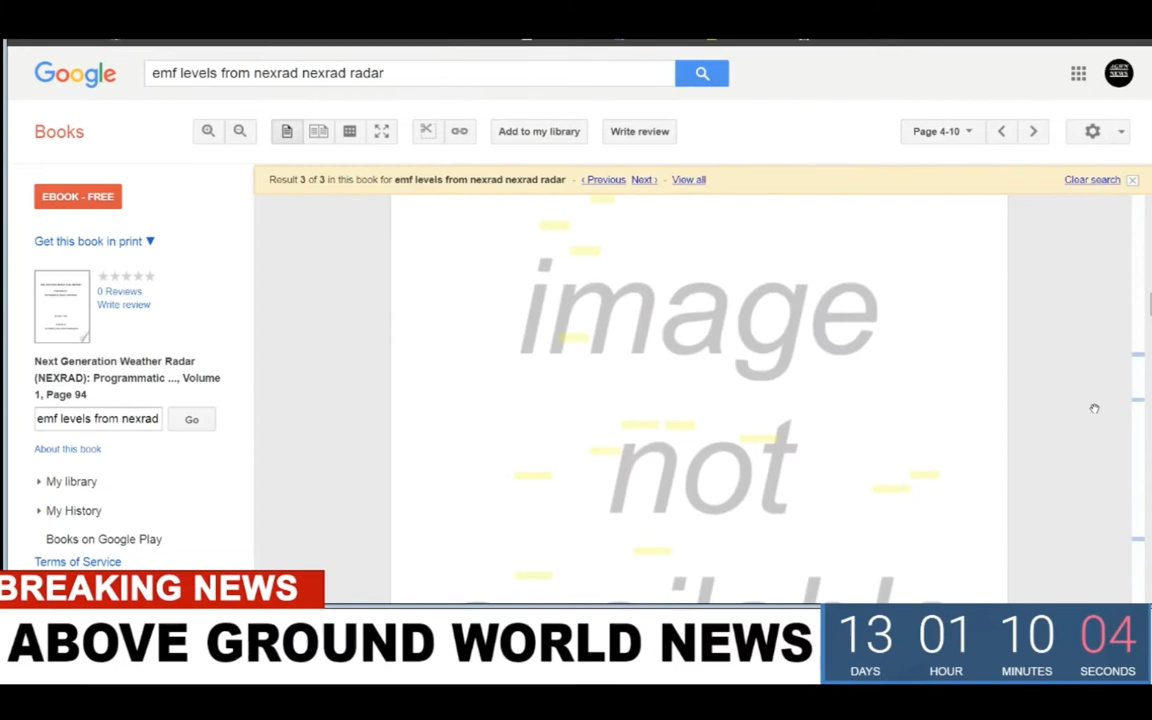 Google
emf levels from nexrad nexrad radar
AGWN
NEWS
Books
Add to my library
Write review
Page 4-10
Result 3 of 3 in this book for emf levels from nexrad nexrad radar - ‹ Previous Next › - View all
Clear search
EBOOK - FREE
Get this book in print ▼
0 Reviews
Write review
Next Generation Weather Radar
(NEXRAD): Programmatic ..., Volume
1, Page 94
emf levels from nexrad
Go
About this book
My library
My History
Books on Google Play
Terms of Service
image
not
available
BREAKING NEWS
ABOVE GROUND WORLD NEWS
13 01 10 04
DAYS HOUR MINUTES SECONDS